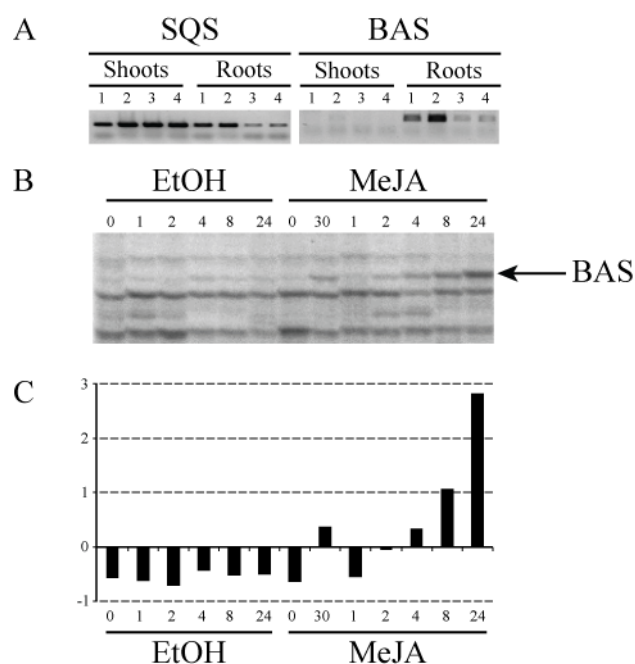 A SQS BAS
Shoots Roots Shoots Roots
1 2 3 4 1 2 3 4 1 2 3 4 1 2 3 4
B EtOH MeJA
0 1 2 4 8 24 0 30 1 2 4 8 24
BAS
C
3
2
1
0
-1
0 1 2 4 8 24 0 30 1 2 4 8 24
EtOH MeJA